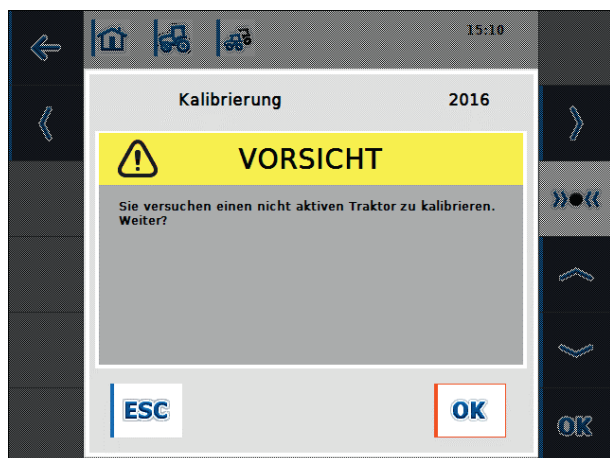 15:10
Kalibrierung 2016
VORSICHT
Sie versuchen einen nicht aktiven Traktor zu kalibrieren.
Weiter?
ESC OK
OK